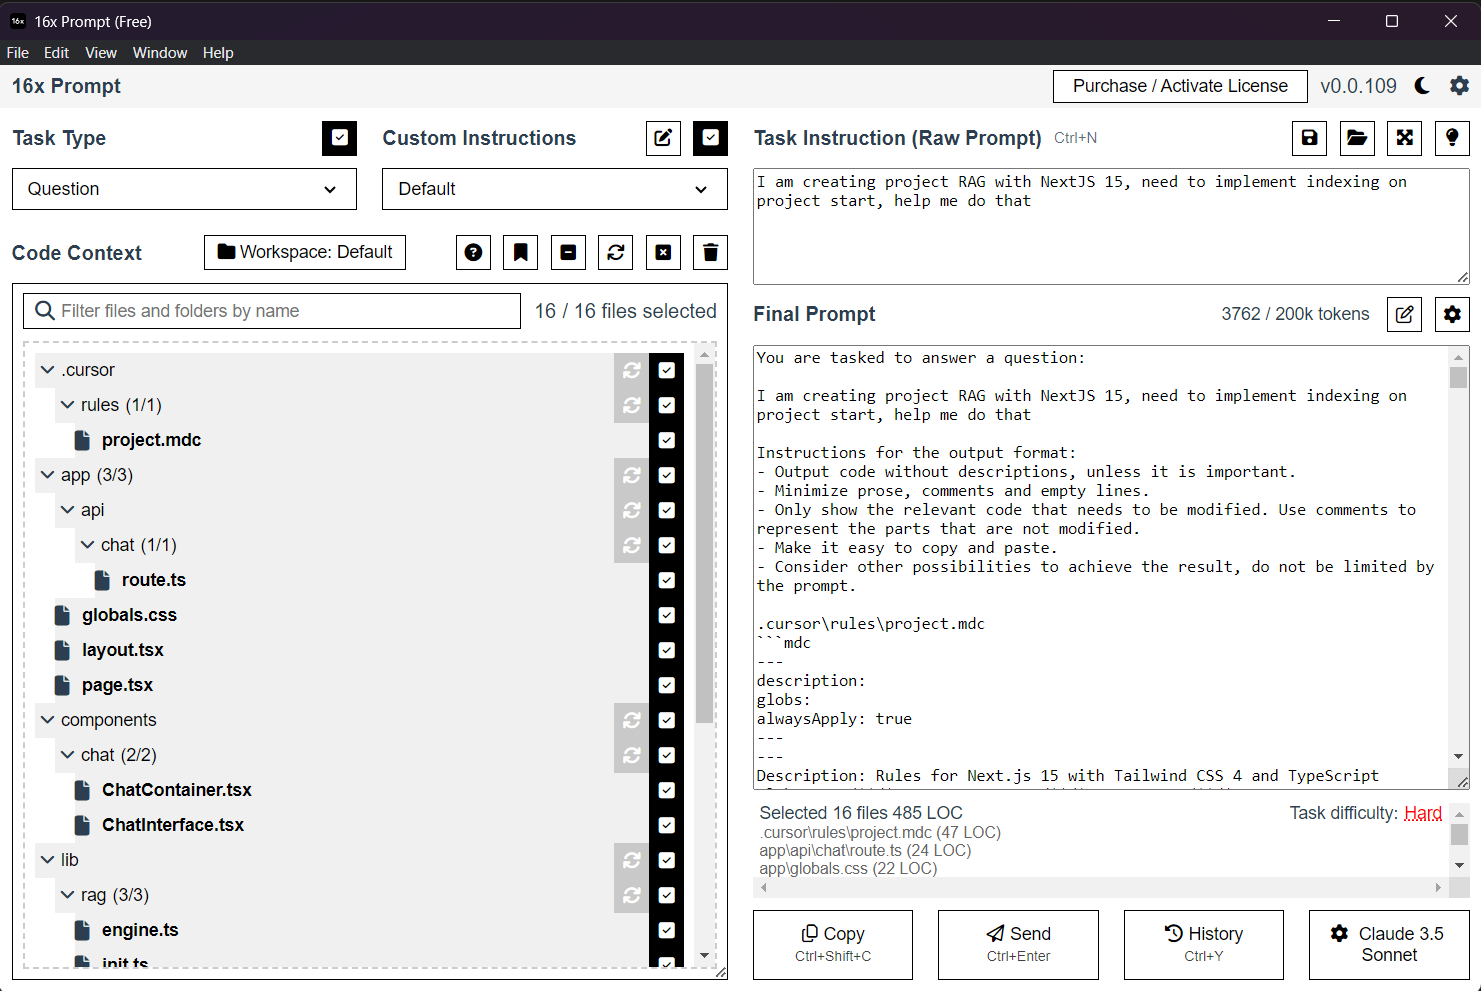 16x Prompt (Free)
File Edit View Window Help
16x Prompt
Purchase / Activate License
v0.0.109
Task Type
Question
Custom Instructions
Default
Code Context
Workspace: Default
Filter files and folders by name
16 / 16 files selected
.cursor
rules (1/1)
project.mdc
app (3/3)
api
chat (1/1)
route.ts
globals.css
layout.tsx
page.tsx
components
chat (2/2)
ChatContainer.tsx
ChatInterface.tsx
lib
rag (3/3)
engine.ts
init.ts
Task Instruction (Raw Prompt) Ctrl+N
I am creating project RAG with NextJS 15, need to implement indexing on
project start, help me do that
Final Prompt
3762 / 200k tokens
You are tasked to answer a question:
I am creating project RAG with NextJS 15, need to implement indexing on
project start, help me do that
Instructions for the output format:
- Output code without descriptions, unless it is important.
- Minimize prose, comments and empty lines.
- Only show the relevant code that needs to be modified. Use comments to
represent the parts that are not modified.
- Make it easy to copy and paste.
- Consider other possibilities to achieve the result, do not be limited by
the prompt.
.cursor\rules\project.mdc
```mdc
---
description:
globs:
alwaysApply: true
---
---
Description: Rules for Next.js 15 with Tailwind CSS 4 and TypeScript
Selected 16 files 485 LOC
Task difficulty: Hard
.cursor\rules\project.mdc (47 LOC)
app\api\chat\route.ts (24 LOC)
app\globals.css (22 LOC)
Copy
Ctrl+Shift+C
Send
Ctrl+Enter
History
Ctrl+Y
Claude 3.5
Sonnet